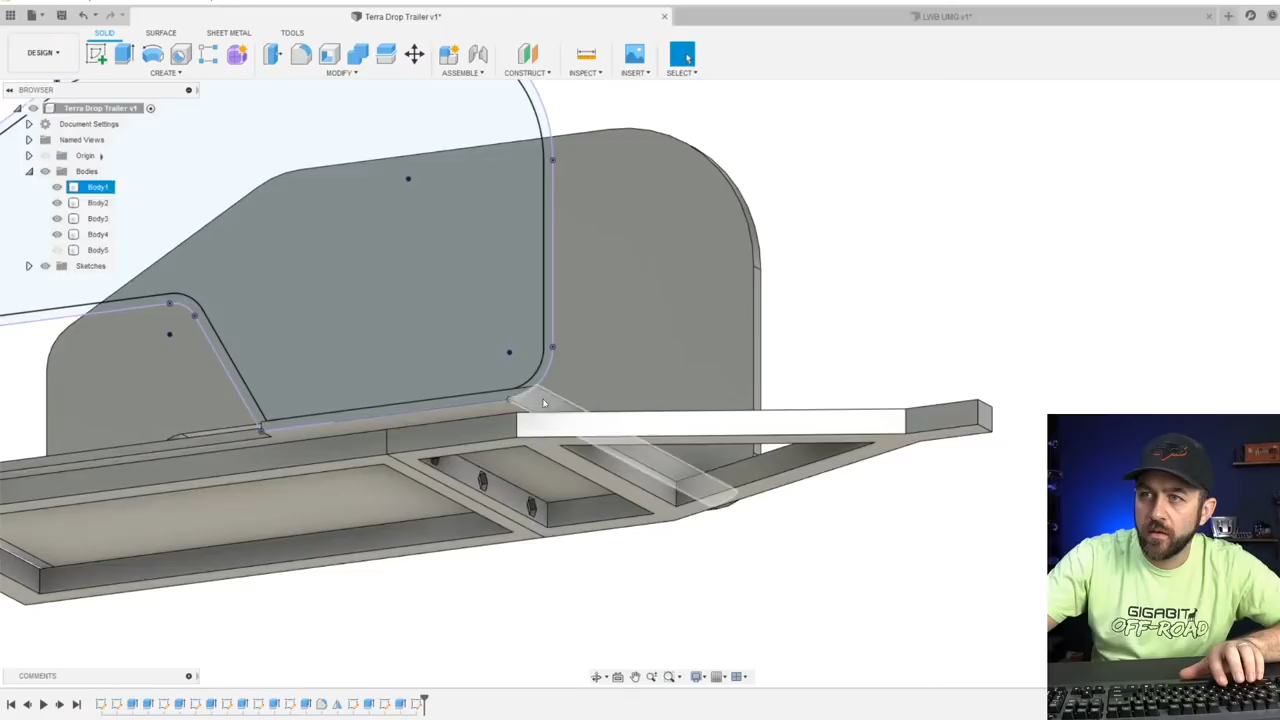 Terra Drop Trailer v1*
LWB UMG v1*
SOLID
SURFACE
SHEET METAL
TOOLS
DESIGN
CREATE
MODIFY
ASSEMBLE
CONSTRUCT
INSPECT
INSERT
SELECT
BROWSER
Terra Drop Trailer v1
Document Settings
Named Views
Origin
Bodies
Body1
Body2
Body3
Body4
Body5
Sketches
GIGABIT
OFF-ROAD
COMMENTS